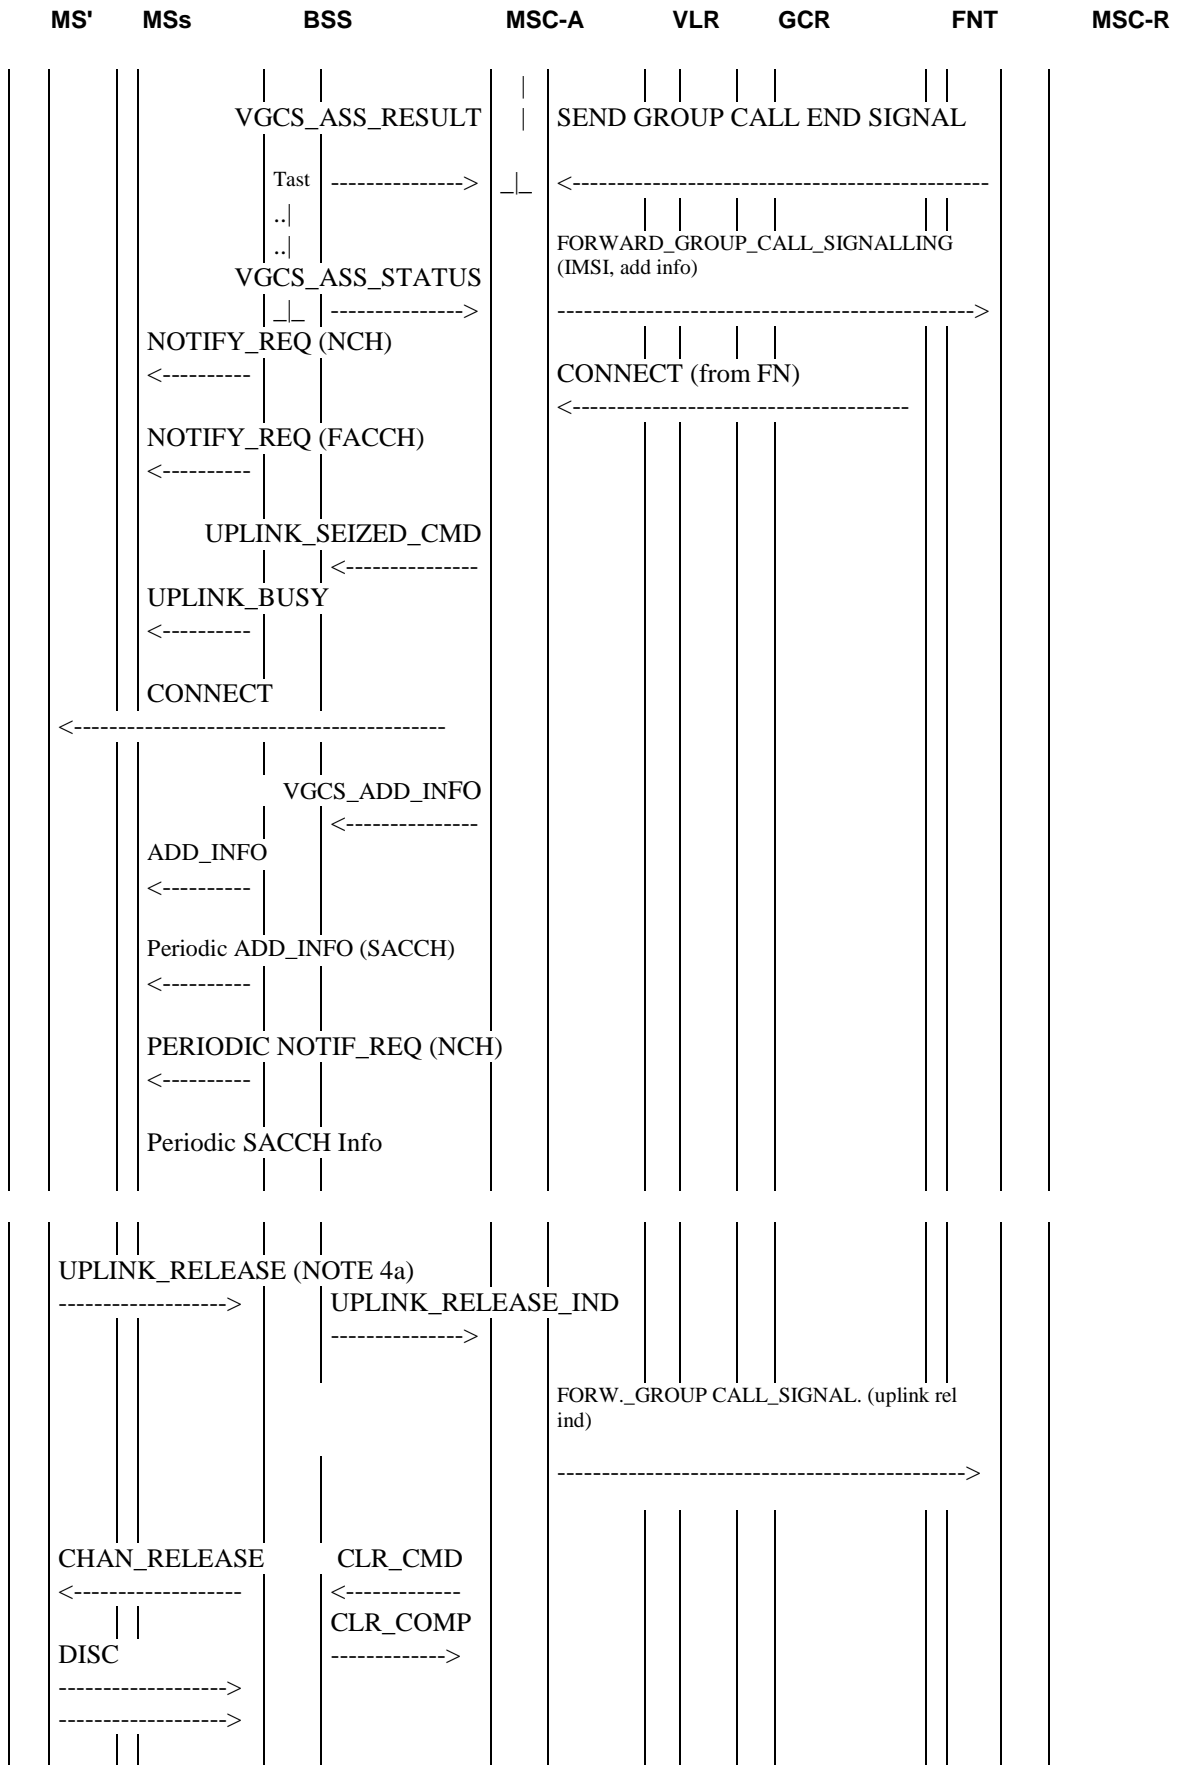 MS' MSs BSS MSC-A VLR GCR FNT MSC-R
VGCS_ASS_RESULT SEND GROUP CALL END SIGNAL
Tast ---------------> _|_ <-----------------------------------------------
..|
..| FORWARD_GROUP_CALL_SIGNALLING
(IMSI, add info)
VGCS_ASS_STATUS
_|_ ---------------> ----------------------------------------------->
NOTIFY_REQ (NCH)
<---------- CONNECT (from FN)
<--------------------------------------
NOTIFY_REQ (FACCH)
<----------
UPLINK_SEIZED_CMD
<---------------
UPLINK_BUSY
<----------
CONNECT
<------------------------------------------
VGCS_ADD_INFO
<---------------
ADD_INFO
<----------
Periodic ADD_INFO (SACCH)
<----------
PERIODIC NOTIF_REQ (NCH)
<----------
Periodic SACCH Info
UPLINK_RELEASE (NOTE 4a)
-------------------> UPLINK_RELEASE_IND
--------------->
FORW._GROUP CALL_SIGNAL. (uplink rel
ind)
---------------------------------------------->
CHAN_RELEASE CLR_CMD
<------------------- <-------------
CLR_COMP
DISC ------------->
------------------->
------------------->